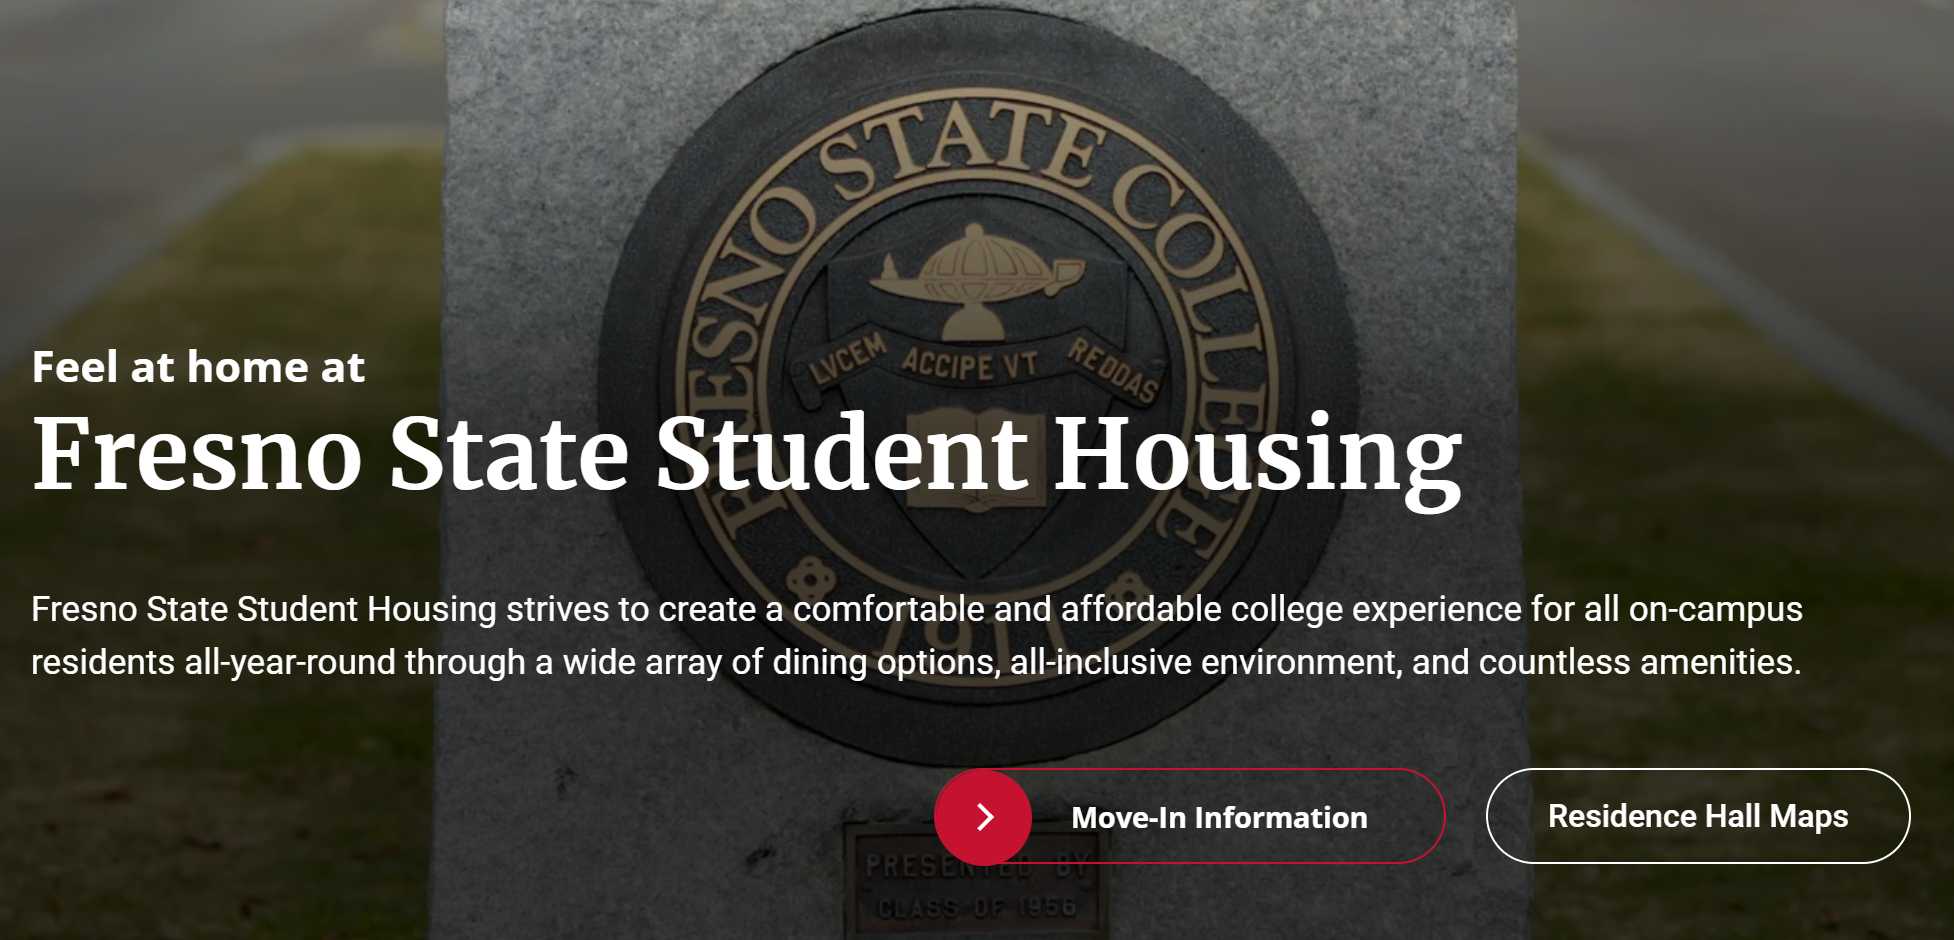 FRESNO STATE COLLEGE
LVCEM ACCIPE VT REDDAS
Feel at home at
Fresno State Student Housing
1911
Fresno State Student Housing strives to create a comfortable and affordable college experience for all on-campus
residents all-year-round through a wide array of dining options, all-inclusive environment, and countless amenities.
Move-In Information
Residence Hall Maps
PRESENTED BY
CLASS OF 1956